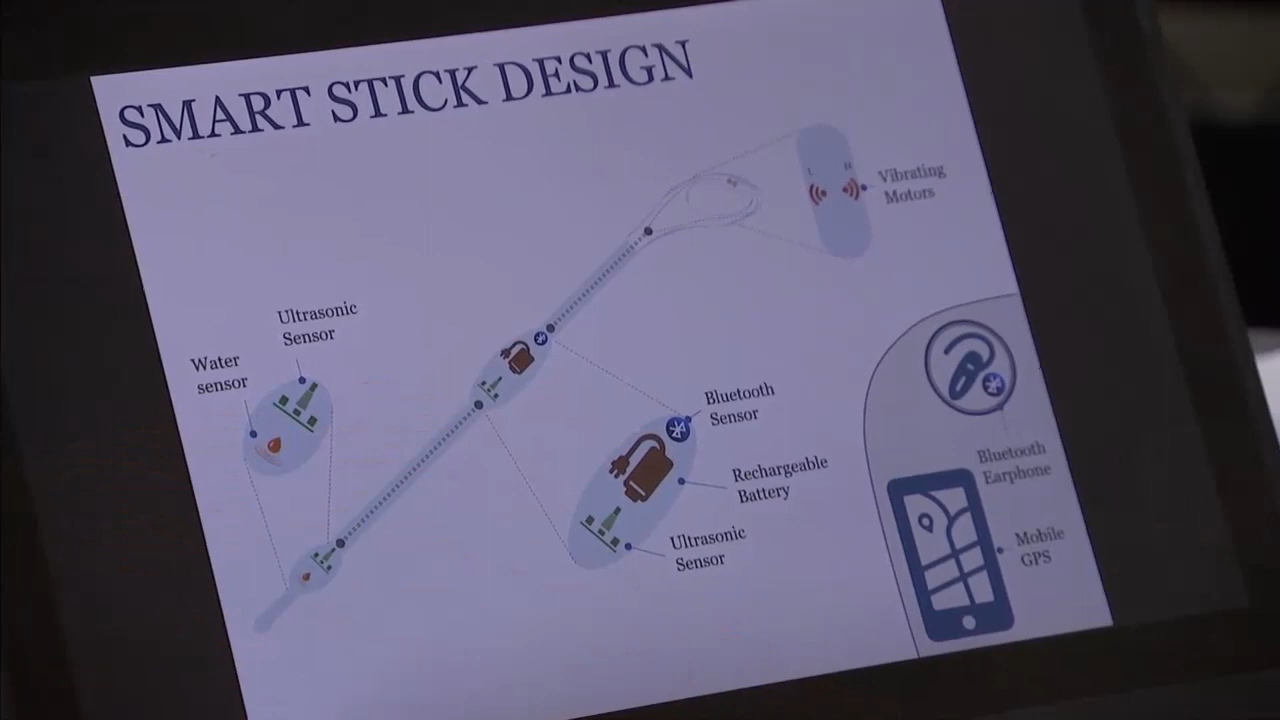 SMART STICK DESIGN
L
R
Vibrating
Motors
Ultrasonic
Sensor
Water
sensor
Bluetooth
Sensor
Rechargeable
Battery
Ultrasonic
Sensor
Bluetooth
Earphone
Mobile
GPS